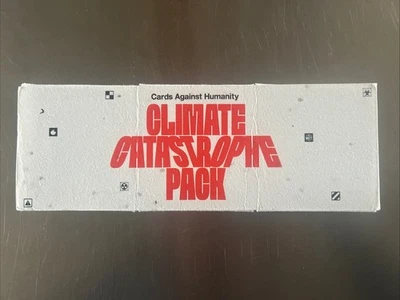 Cards Against Humanity
CLIMATE
CATASTROPHE
PACK